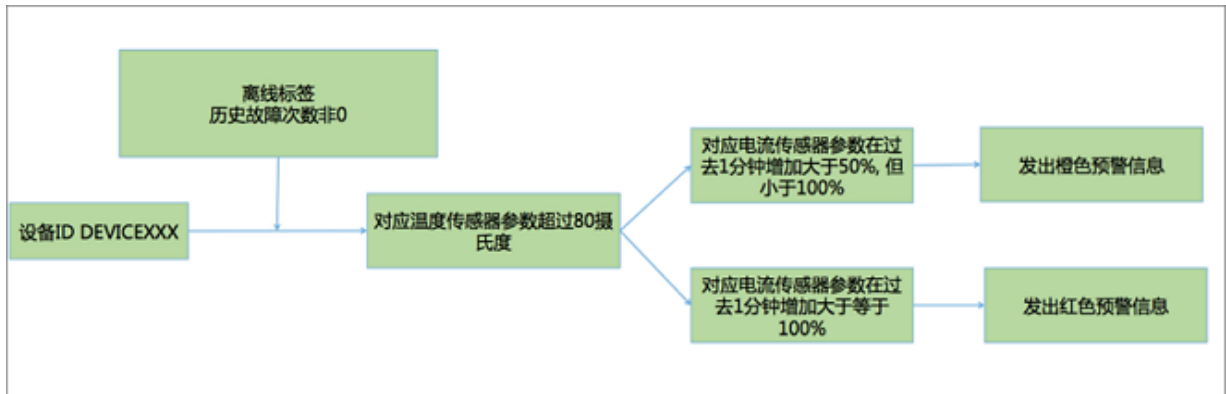 离线标签
历史故障次数非0
设备ID DEVICEXXX
对应温度传感器参数超过80摄
氏度
对应电流传感器参数在过
去1分钟增加大于50%, 但
小于100%
发出橙色预警信息
对应电流传感器参数在过
去1分钟增加大于等于
100%
发出红色预警信息